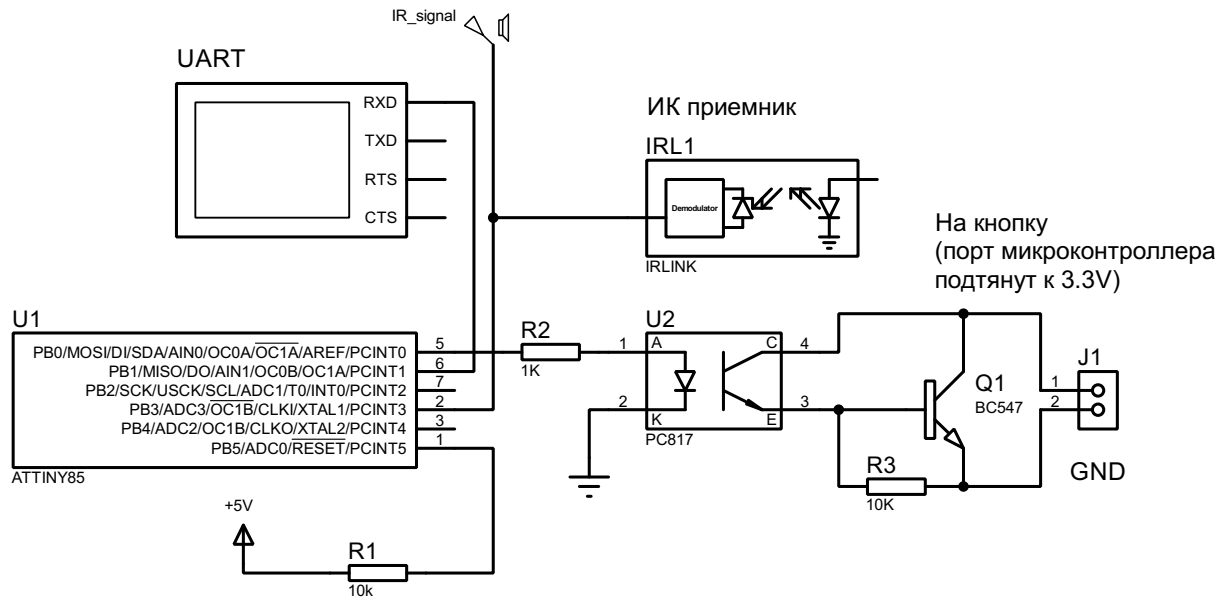 IR_signal
UART
RXD
TXD
RTS
CTS
ИК приемник
IRL1
Demodulator
IRLINK
На кнопку
(порт микроконтроллера
подтянут к 3.3V)
U1
PB0/MOSI/DI/SDA/AIN0/OC0A/OC1A/AREF/PCINT0
5
PB1/MISO/DO/AIN1/OC0B/OC1A/PCINT1
6
PB2/SCK/USCK/SCL/ADC1/T0/INT0/PCINT2
7
PB3/ADC3/OC1B/CLKI/XTAL1/PCINT3
2
PB4/ADC2/OC1B/CLKO/XTAL2/PCINT4
3
PB5/ADC0/RESET/PCINT5
1
ATTINY85
R2
1K
U2
1
A
C
4
2
K
E
3
PC817
Q1
BC547
J1
1
2
R3
10K
GND
+5V
R1
10k